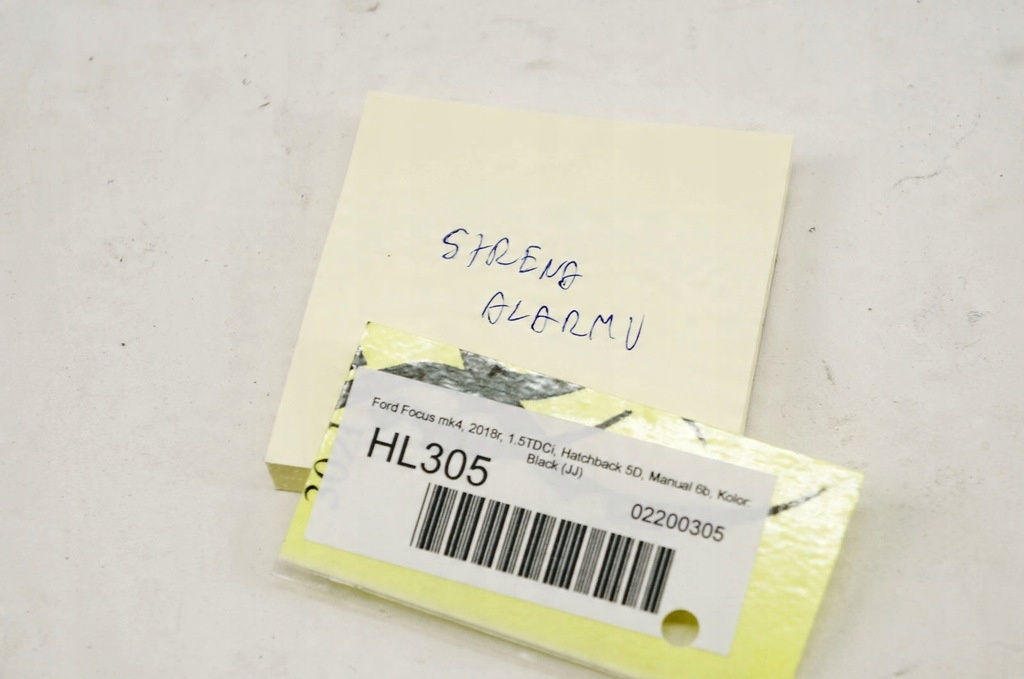 SYRENA
ALARMU
Ford Focus mk4, 2018r, 1.5TDCi, Hatchback 5D, Manual 6b, Kolor:
Black (JJ)
HL305
02200305